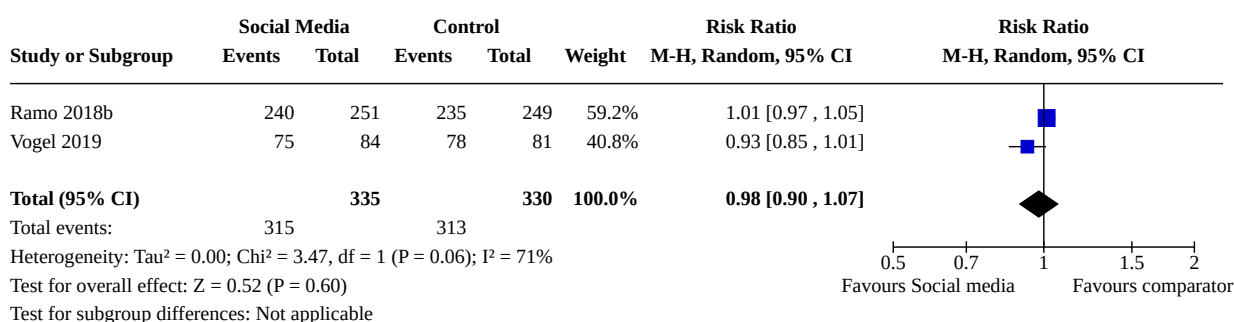 Social Media Control Risk Ratio Risk Ratio
Study or Subgroup Events Total Events Total Weight M-H, Random, 95% CI M-H, Random, 95% CI
Ramo 2018b 240 251 235 249 59.2% 1.01 [0.97 , 1.05]
Vogel 2019 75 84 78 81 40.8% 0.93 [0.85 , 1.01]
Total (95% CI) 335 330 100.0% 0.98 [0.90 , 1.07]
Total events: 315 313
Heterogeneity: Tau² = 0.00; Chi² = 3.47, df = 1 (P = 0.06); I² = 71%
0.5 0.7 1 1.5 2
Test for overall effect: Z = 0.52 (P = 0.60) Favours Social media Favours comparator
Test for subgroup differences: Not applicable